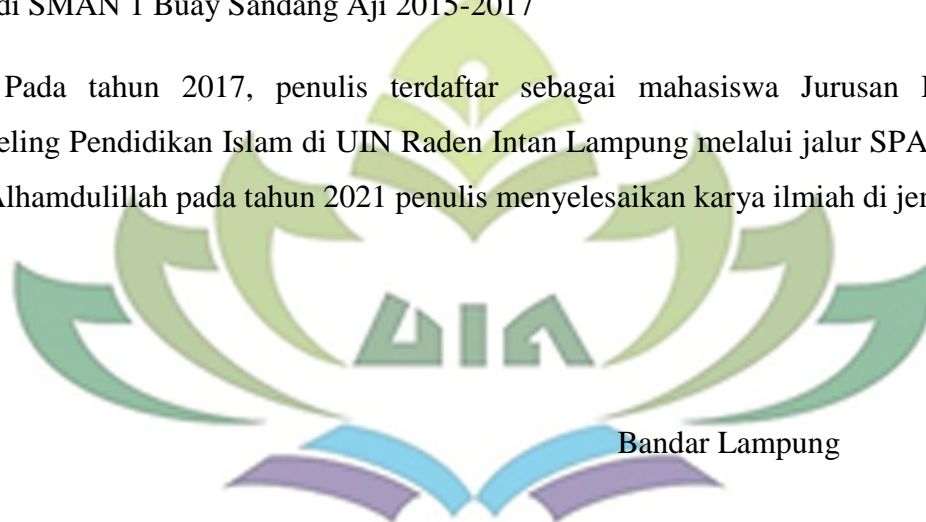 di SMAN 1 Buay Sandang Aji 2015-2017
Pada tahun 2017, penulis terdaftar sebagai mahasiswa Jurusan
eling Pendidikan Islam di UIN Raden Intan Lampung melalui jalur SPA
Alhamdulillah pada tahun 2021 penulis menyelesaikan karya ilmiah di jen
UIN
Bandar Lampung